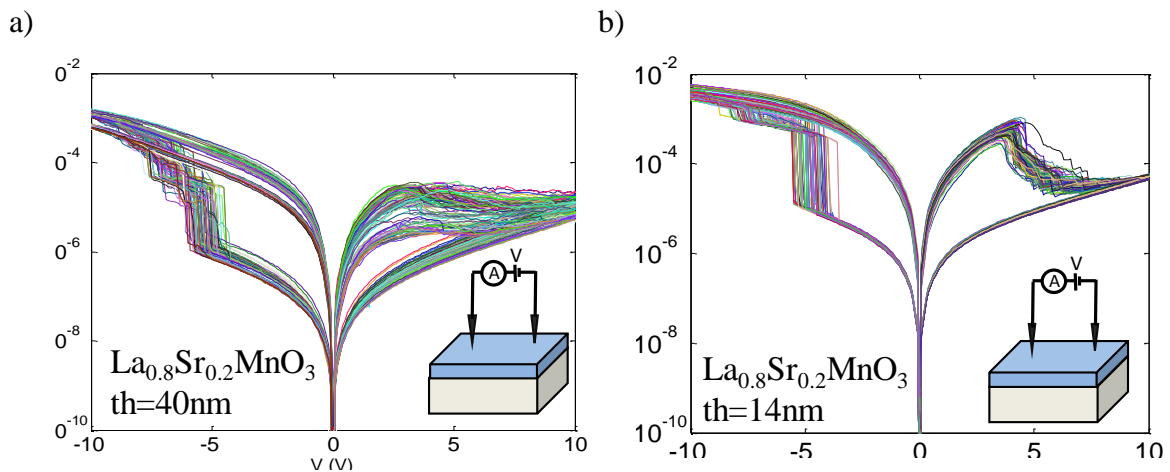 a)
b)
0⁻²
0⁻⁴
0⁻⁶
0⁻⁸
0⁻¹⁰
-10 -5 0 5 10
V (V)
A V
La₀.₈Sr₀.₂MnO₃
th=40nm
10⁻²
10⁻⁴
10⁻⁶
10⁻⁸
10⁻¹⁰
-10 -5 0 5 10
A V
La₀.₈Sr₀.₂MnO₃
th=14nm